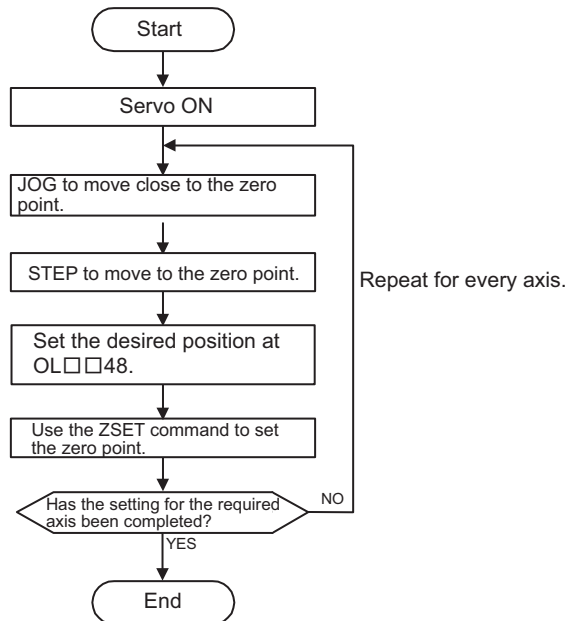 Start
Servo ON
JOG to move close to the zero
point.
STEP to move to the zero point.
Repeat for every axis.
Set the desired position at
OL□□48.
Use the ZSET command to set
the zero point.
Has the setting for the required
axis been completed?
NO
YES
End